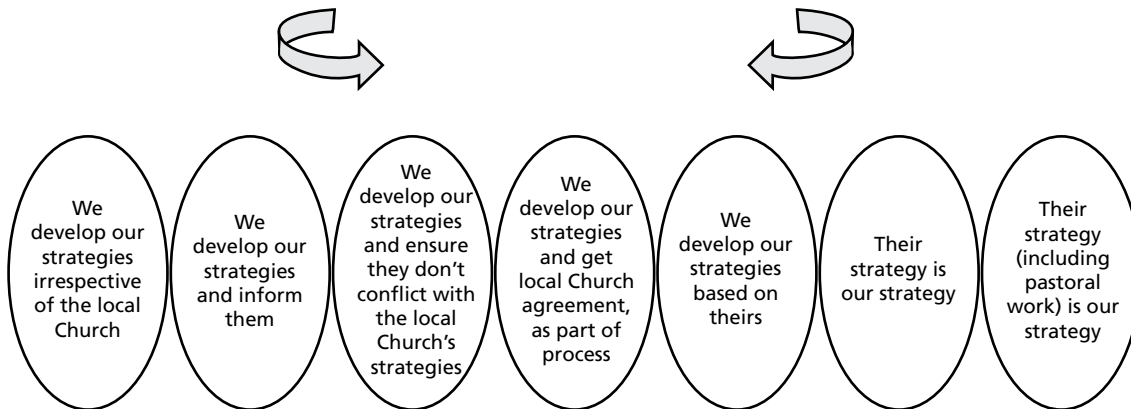 We
develop our
strategies
irrespective
of the local
Church
We
develop our
strategies
and inform
them
We
develop our
strategies
and ensure
they don’t
conflict with
the local
Church’s
strategies
We
develop our
strategies
and get
local Church
agreement,
as part of
process
We
develop our
strategies
based on
theirs
Their
strategy is
our strategy
Their
strategy
(including
pastoral
work) is our
strategy